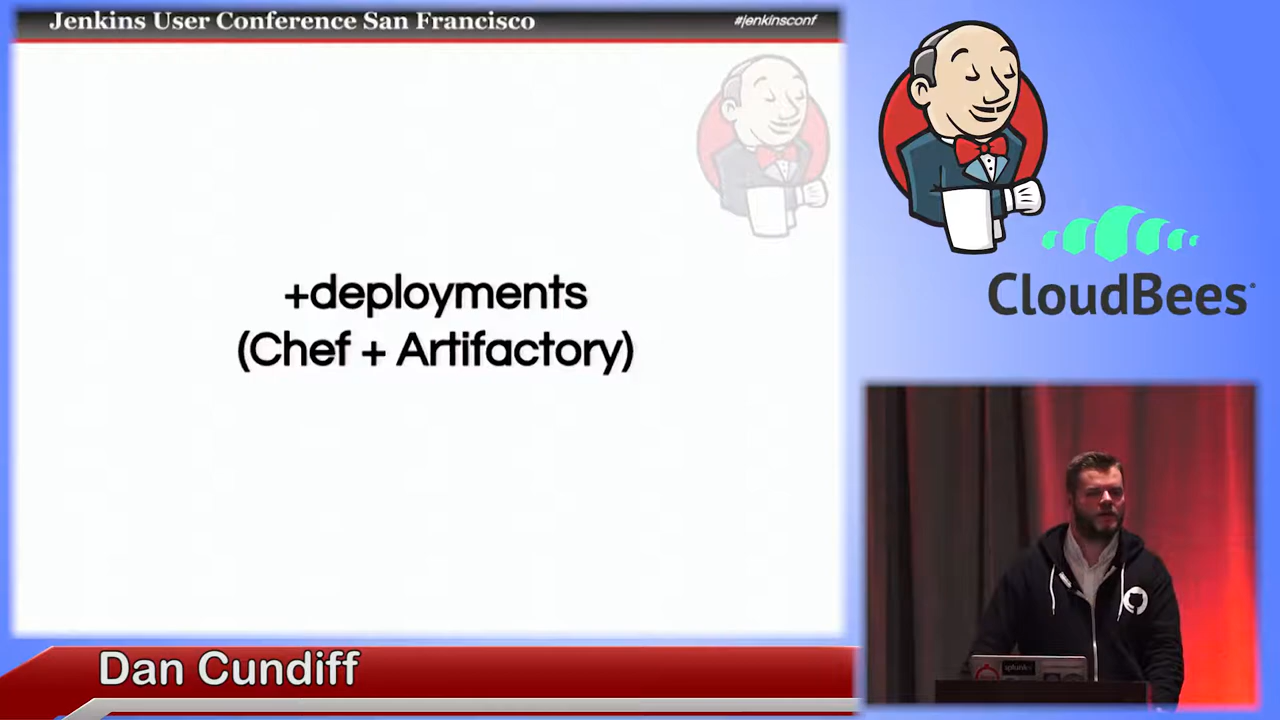 Jenkins User Conference San Francisco
#jenkinsconf
+deployments
(Chef + Artifactory)
CloudBees
splunk>
Dan Cundiff